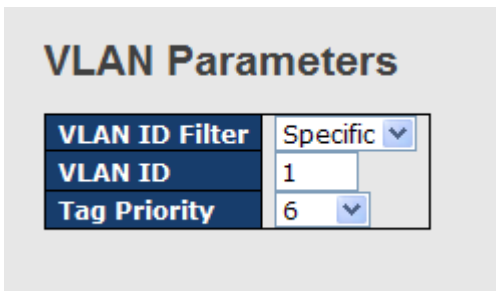 VLAN Parameters
VLAN ID Filter Specific
VLAN ID 1
Tag Priority 6